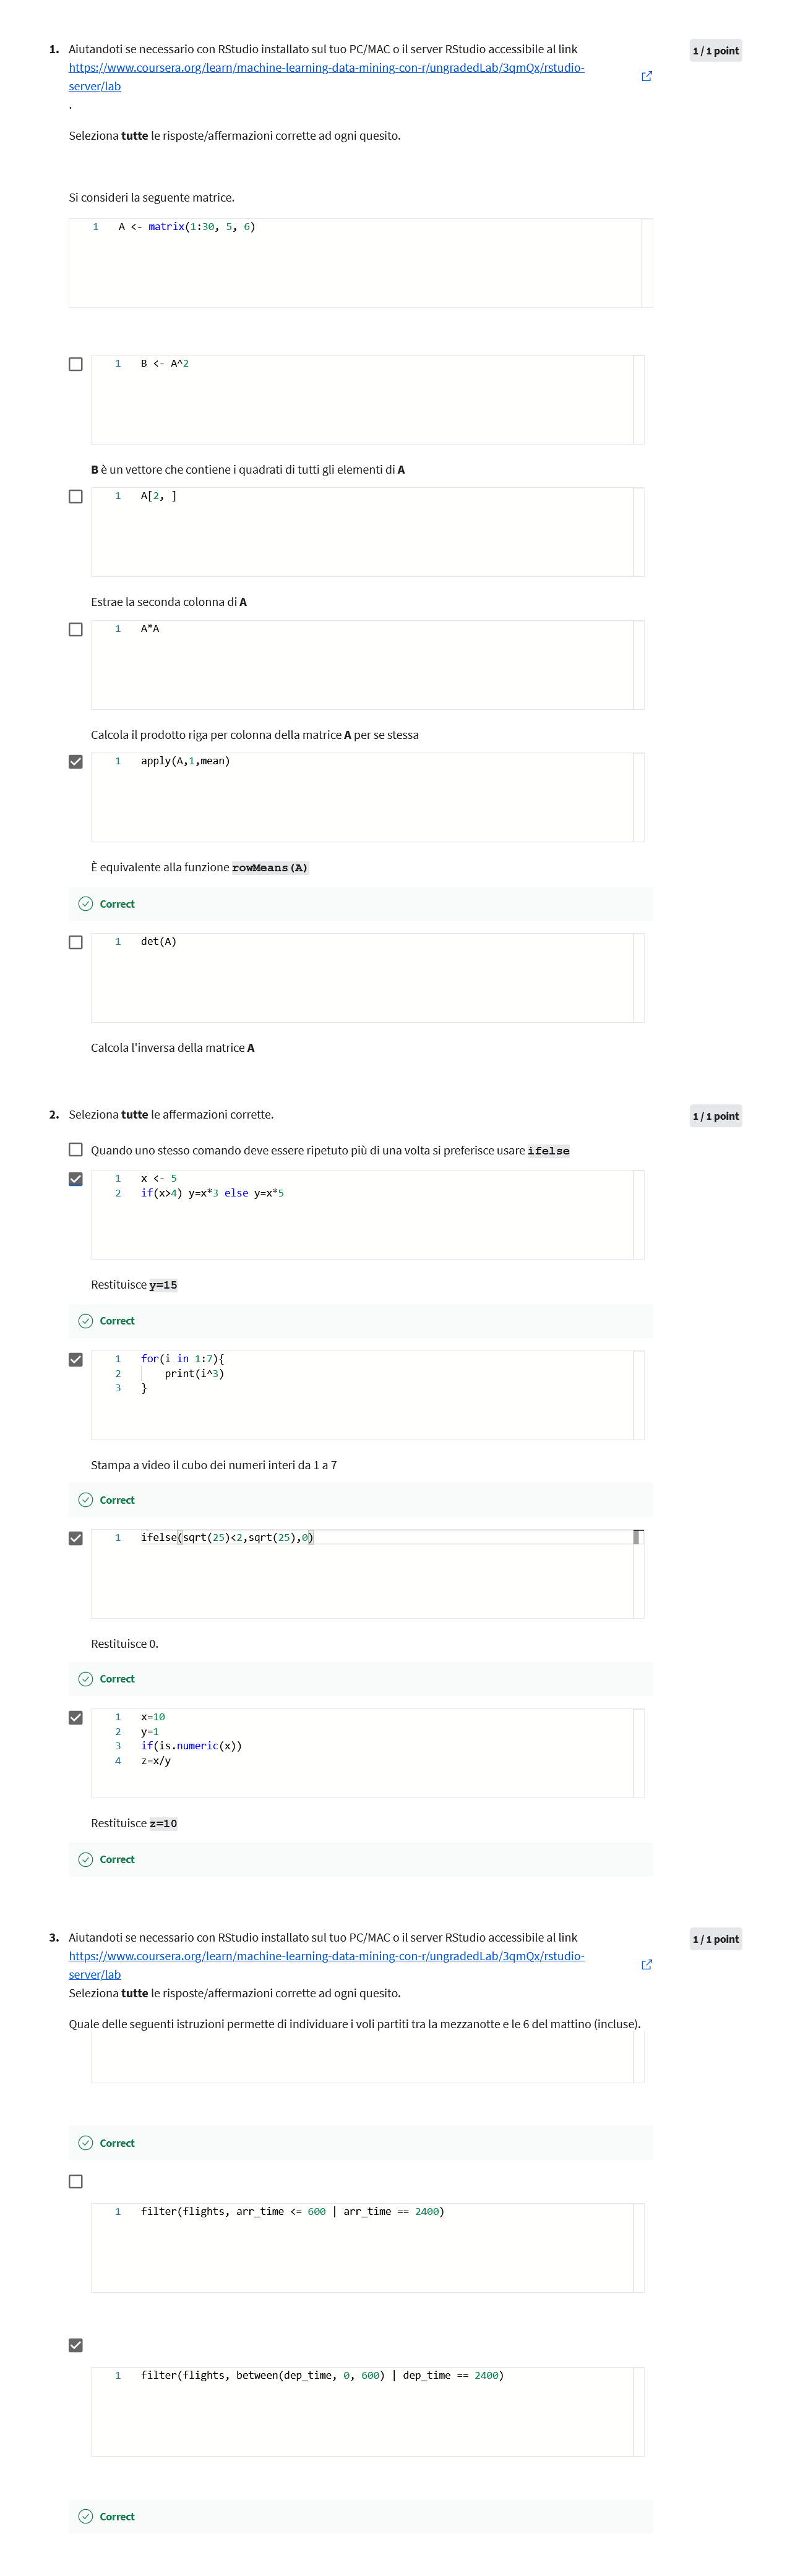 1. Aiutandoti se necessario con RStudio installato sul tuo PC/MAC o il server RStudio accessibile al link
1 / 1 point
https://www.coursera.org/learn/machine-learning-data-mining-con-r/ungradedLab/3qmQx/rstudio-
server/lab
.
Seleziona tutte le risposte/affermazioni corrette ad ogni quesito.
Si consideri la seguente matrice.
1 A <- matrix(1:30, 5, 6)
1 B <- A^2
B è un vettore che contiene i quadrati di tutti gli elementi di A
1 A[2, ]
Estrae la seconda colonna di A
1 A*A
Calcola il prodotto riga per colonna della matrice A per se stessa
1 apply(A,1,mean)
È equivalente alla funzione rowMeans(A)
Correct
1 det(A)
Calcola l'inversa della matrice A
2. Seleziona tutte le affermazioni corrette.
1 / 1 point
Quando uno stesso comando deve essere ripetuto più di una volta si preferisce usare ifelse
1 x <- 5
2 if(x>4) y=x*3 else y=x*5
Restituisce y=15
Correct
1 for(i in 1:7){
2 print(i^3)
3 }
Stampa a video il cubo dei numeri interi da 1 a 7
Correct
1 ifelse(sqrt(25)<2,sqrt(25),0)
Restituisce 0.
Correct
1 x=10
2 y=1
3 if(is.numeric(x))
4 z=x/y
Restituisce z=10
Correct
3. Aiutandoti se necessario con RStudio installato sul tuo PC/MAC o il server RStudio accessibile al link
1 / 1 point
https://www.coursera.org/learn/machine-learning-data-mining-con-r/ungradedLab/3qmQx/rstudio-
server/lab
Seleziona tutte le risposte/affermazioni corrette ad ogni quesito.
Quale delle seguenti istruzioni permette di individuare i voli partiti tra la mezzanotte e le 6 del mattino (incluse).
Correct
1 filter(flights, arr_time <= 600 | arr_time == 2400)
1 filter(flights, between(dep_time, 0, 600) | dep_time == 2400)
Correct